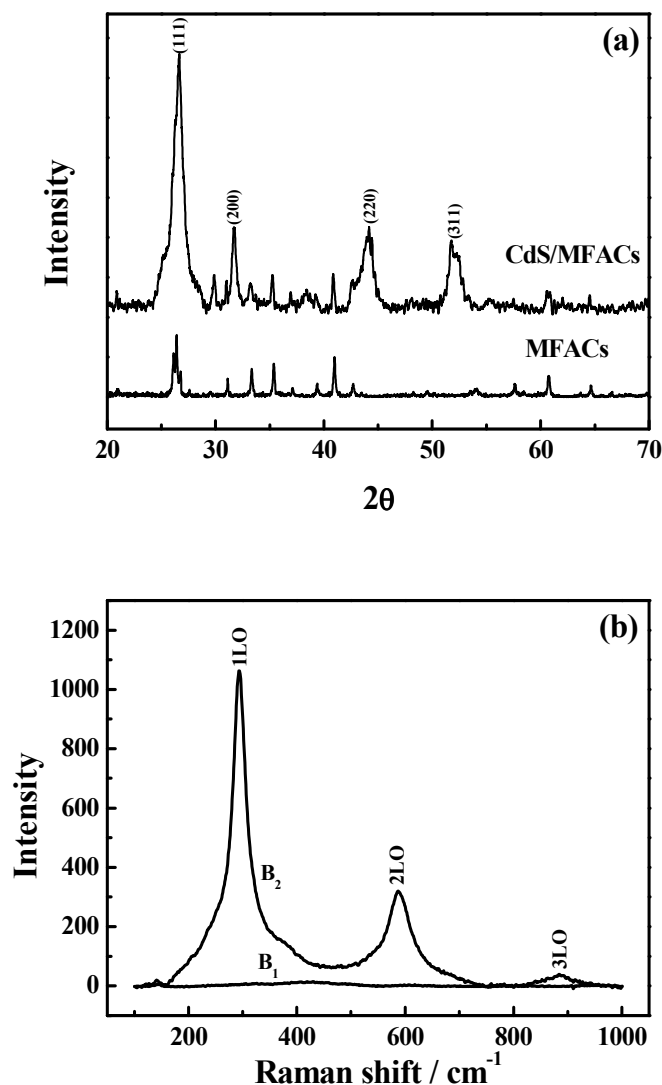 (a)
(111)
(200)
(220)
(311)
CdS/MFACs
MFACs
Intensity
20 30 40 50 60 70
2θ
(b)
1200
1000
800
600
400
200
0
1LO
2LO
3LO
B₂
B₁
Intensity
200 400 600 800 1000
Raman shift / cm⁻¹